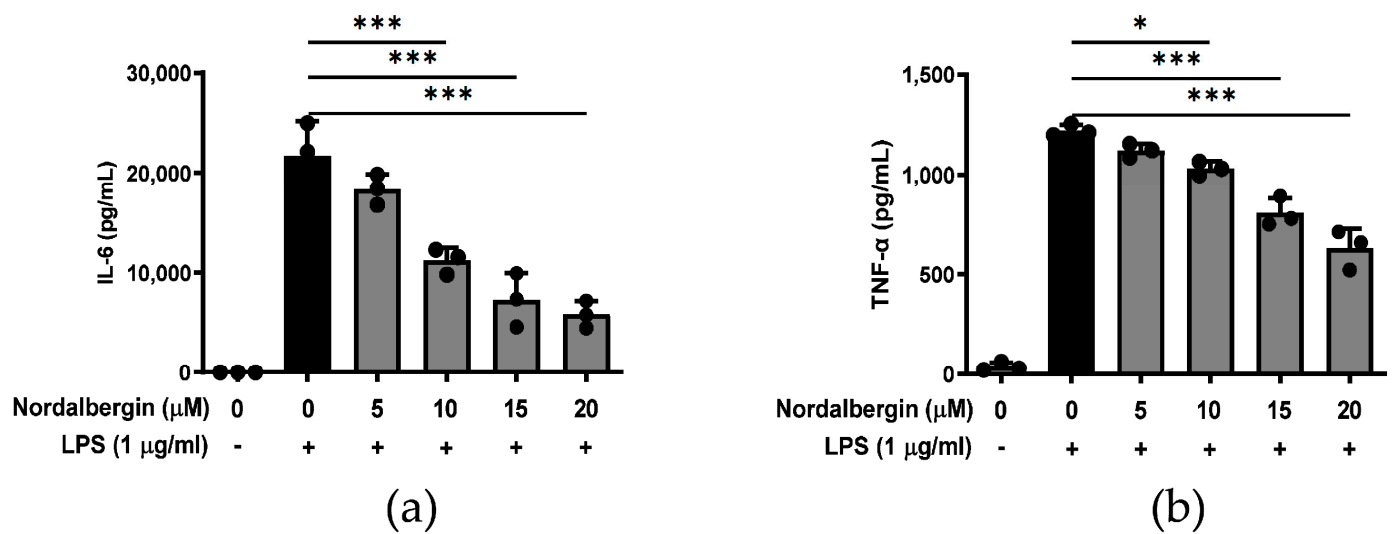 ***
***
***
30,000
20,000
10,000
0
IL-6 (pg/mL)
Nordalbergin (μM) 0 0 5 10 15 20
LPS (1 μg/ml) - + + + + +
(a)
*
***
***
1,500
1,000
500
0
TNF-α (pg/mL)
Nordalbergin (μM) 0 0 5 10 15 20
LPS (1 μg/ml) - + + + + +
(b)